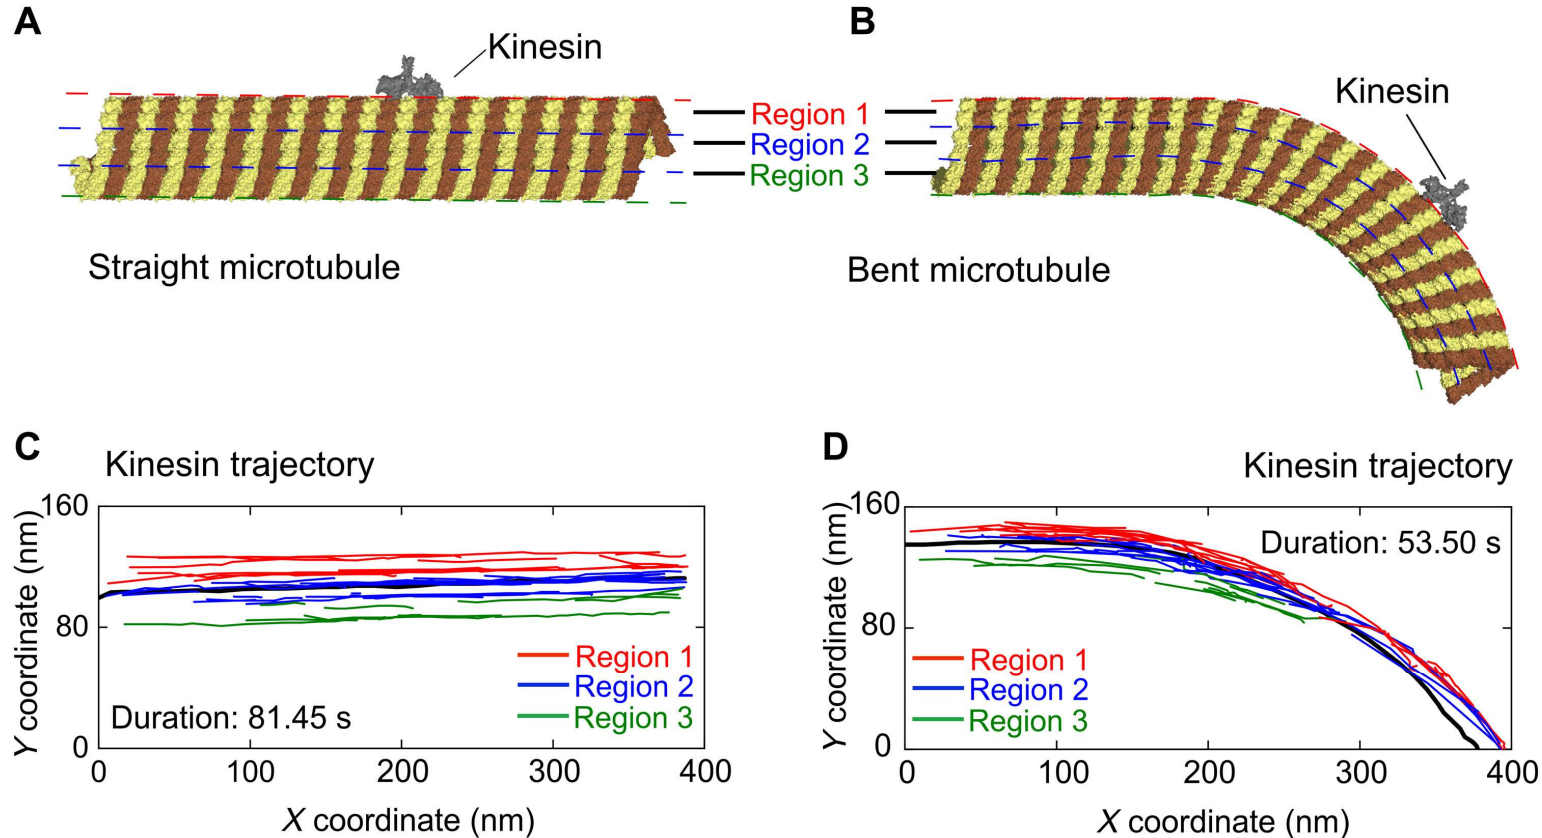 A
Kinesin
Region 1
Region 2
Region 3
Straight microtubule
B
Kinesin
Bent microtubule
C
Kinesin trajectory
160
80
0
Y coordinate (nm)
Region 1
Region 2
Region 3
Duration: 81.45 s
0 100 200 300 400
X coordinate (nm)
D
Kinesin trajectory
160
80
0
Y coordinate (nm)
Duration: 53.50 s
Region 1
Region 2
Region 3
0 100 200 300 400
X coordinate (nm)